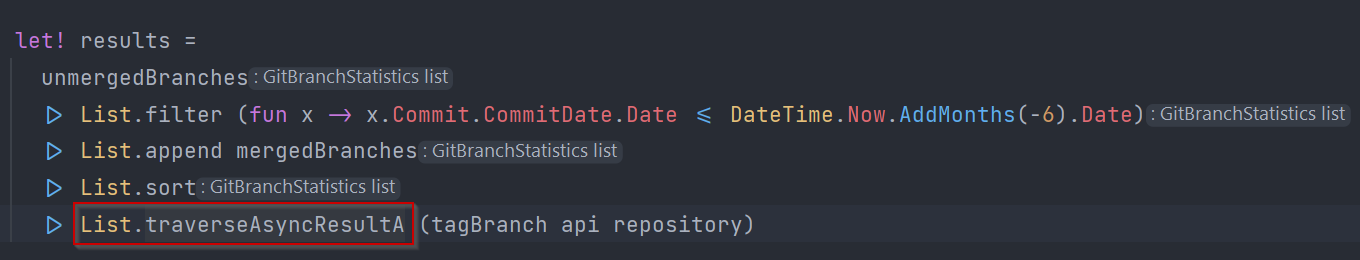 let! results =
unmergedBranches : GitBranchStatistics list
|> List.filter (fun x -> x.Commit.CommitDate.Date <= DateTime.Now.AddMonths(-6).Date) : GitBranchStatistics list
|> List.append mergedBranches : GitBranchStatistics list
|> List.sort : GitBranchStatistics list
|> List.traverseAsyncResultA (tagBranch api repository)